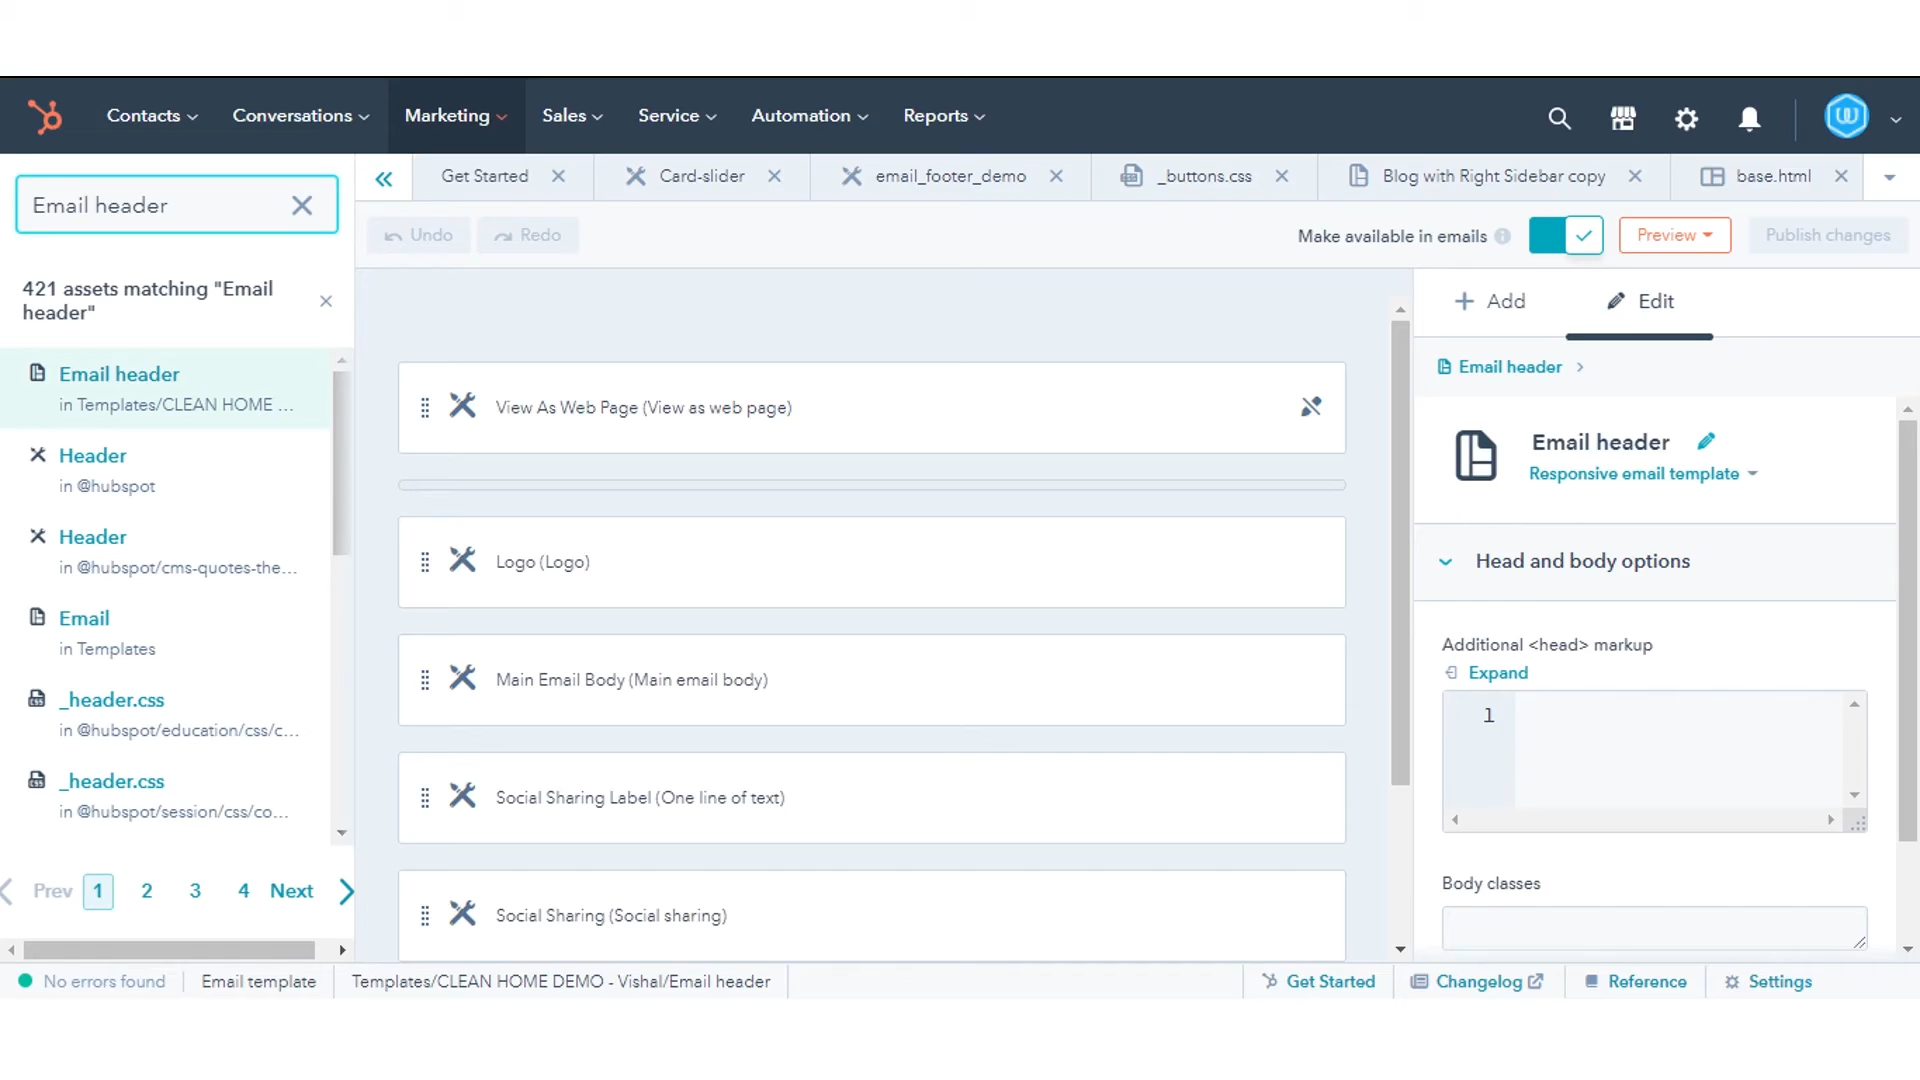 Contacts
Conversations
Marketing
Sales
Service
Automation
Reports
Email header
Get Started
Card-slider
email_footer_demo
_buttons.css
Blog with Right Sidebar copy
base.html
Undo
Redo
Make available in emails
Preview
Publish changes
421 assets matching "Email
header"
Email header
in Templates/CLEAN HOME ...
Header
in @hubspot
Header
in @hubspot/cms-quotes-the...
Email
in Templates
_header.css
in @hubspot/education/css/c...
_header.css
in @hubspot/session/css/co...
Prev 1 2 3 4 Next
View As Web Page (View as web page)
Logo (Logo)
Main Email Body (Main email body)
Social Sharing Label (One line of text)
Social Sharing (Social sharing)
Add
Edit
Email header
Email header
Responsive email template
Head and body options
Additional <head> markup
Expand
1
Body classes
No errors found
Email template
Templates/CLEAN HOME DEMO - Vishal/Email header
Get Started
Changelog
Reference
Settings